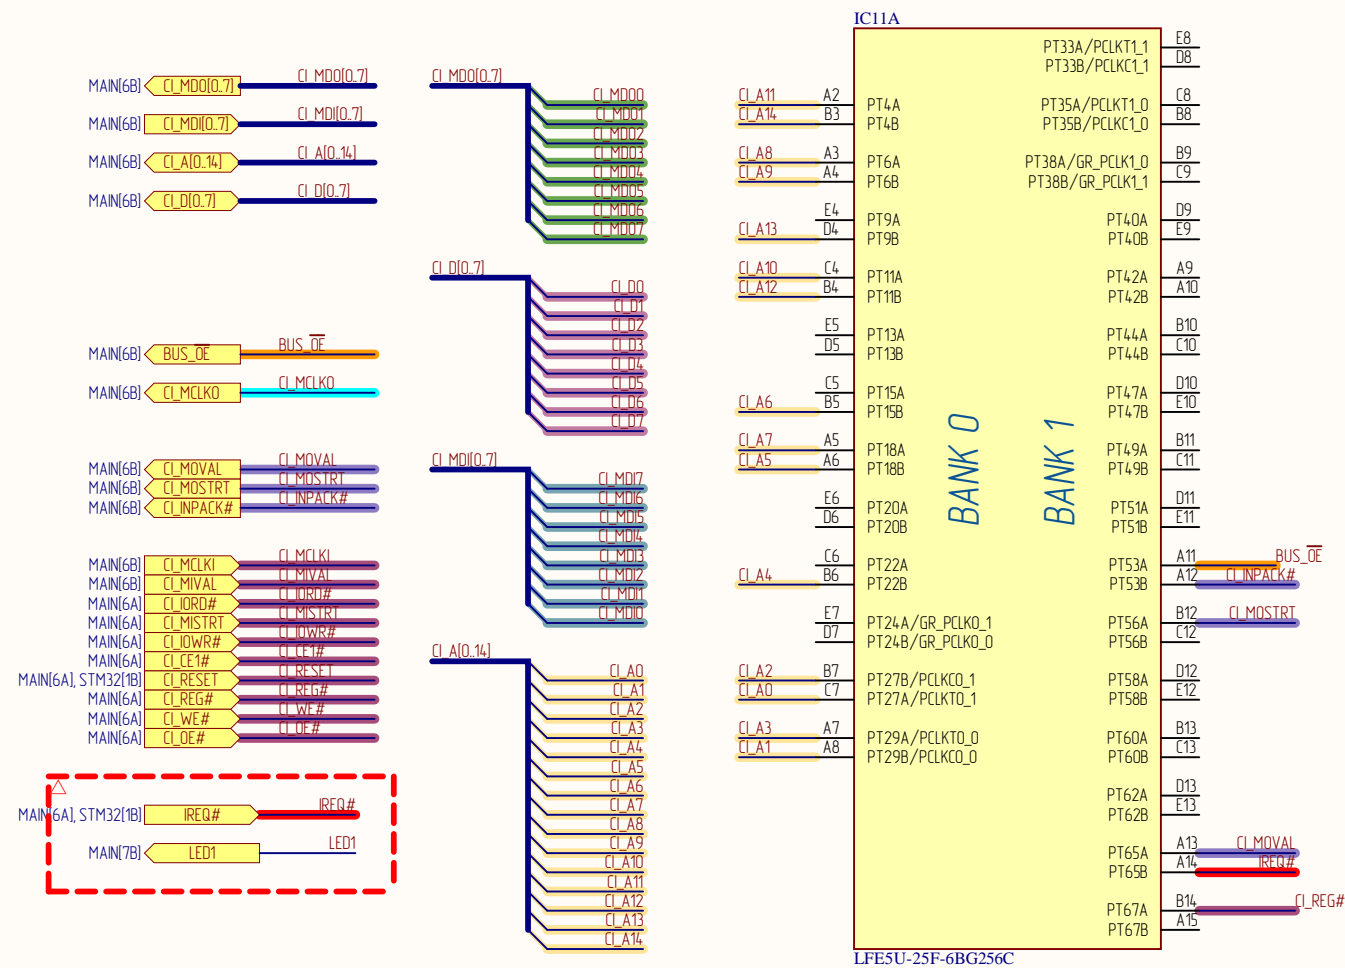 IC11A
MAIN[6B] CI_MDO[0..7] CI_MDO[0..7]
MAIN[6B] CI_MDI[0..7] CI_MDI[0..7]
MAIN[6B] CI_A[0..14] CI_A[0..14]
MAIN[6B] CI_D[0..7] CI_D[0..7]
MAIN[6B] BUS_OE BUS_OE
MAIN[6B] CI_MCLKO CI_MCLKO
MAIN[6B] CI_MOVAL CI_MOVAL
MAIN[6B] CI_MOSTRT CI_MOSTRT
MAIN[6B] CI_INPACK# CI_INPACK#
MAIN[6B] CI_MCLKI CI_MCLKI
MAIN[6B] CI_MIVAL CI_MIVAL
MAIN[6A] CI_IORD# CI_IORD#
MAIN[6A] CI_MISTRT CI_MISTRT
MAIN[6A] CI_IOWR# CI_IOWR#
MAIN[6A] CI_CE1# CI_CE1#
MAIN[6A], STM32[1B] CI_RESET CI_RESET
MAIN[6A] CI_REG# CI_REG#
MAIN[6A] CI_WE# CI_WE#
MAIN[6A] CI_OE# CI_OE#
MAIN[6A], STM32[1B] IREQ# IREQ#
MAIN[7B] LED1 LED1
CI_MDO[0..7]
CI_MDO0
CI_MDO1
CI_MDO2
CI_MDO3
CI_MDO4
CI_MDO5
CI_MDO6
CI_MDO7
CI_D[0..7]
CI_D0
CI_D1
CI_D2
CI_D3
CI_D4
CI_D5
CI_D6
CI_D7
CI_MDI[0..7]
CI_MDI7
CI_MDI6
CI_MDI5
CI_MDI4
CI_MDI3
CI_MDI2
CI_MDI1
CI_MDI0
CI_A[0..14]
CI_A0
CI_A1
CI_A2
CI_A3
CI_A4
CI_A5
CI_A6
CI_A7
CI_A8
CI_A9
CI_A10
CI_A11
CI_A12
CI_A13
CI_A14
CI_A11 A2 PT4A
CI_A14 B3 PT4B
CI_A8 A3 PT6A
CI_A9 A4 PT6B
E4 PT9A
CI_A13 D4 PT9B
CI_A10 C4 PT11A
CI_A12 B4 PT11B
E5 PT13A
D5 PT13B
C5 PT15A
CI_A6 B5 PT15B
CI_A7 A5 PT18A
CI_A5 A6 PT18B
E6 PT20A
D6 PT20B
C6 PT22A
CI_A4 B6 PT22B
E7 PT24A/GR_PCLK0_1
D7 PT24B/GR_PCLK0_0
CI_A2 B7 PT27B/PCLKC0_1
CI_A0 C7 PT27A/PCLKT0_1
CI_A3 A7 PT29A/PCLKT0_0
CI_A1 A8 PT29B/PCLKC0_0
BANK 0
BANK 1
PT33A/PCLKT1_1 E8
PT33B/PCLKC1_1 D8
PT35A/PCLKT1_0 C8
PT35B/PCLKC1_0 B8
PT38A/GR_PCLK1_0 B9
PT38B/GR_PCLK1_1 C9
PT40A D9
PT40B E9
PT42A A9
PT42B A10
PT44A B10
PT44B C10
PT47A D10
PT47B E10
PT49A B11
PT49B C11
PT51A D11
PT51B E11
PT53A A11 BUS_OE
PT53B A12 CI_INPACK#
PT56A B12 CI_MOSTRT
PT56B C12
PT58A D12
PT58B E12
PT60A B13
PT60B C13
PT62A D13
PT62B E13
PT65A A13 CI_MOVAL
PT65B A14 IREQ#
PT67A B14 CI_REG#
PT67B A15
LFE5U-25F-6BG256C